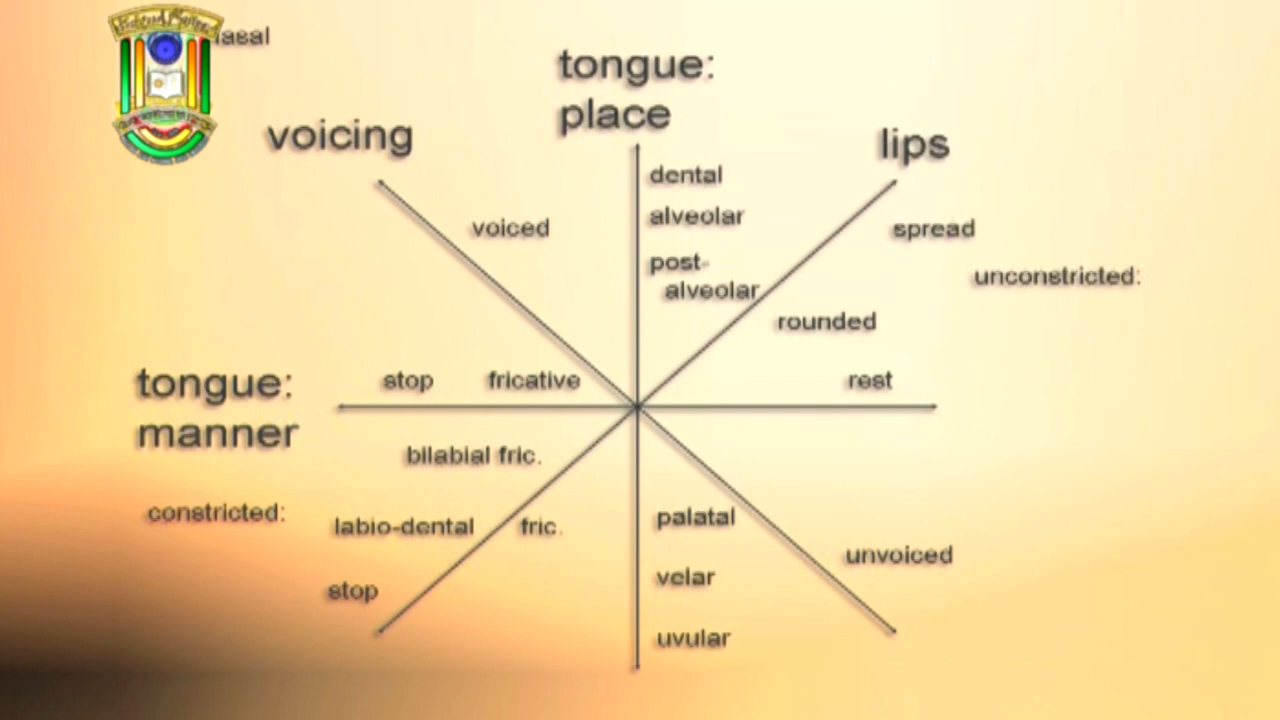 tongue:
place
voicing
lips
dental
alveolar
post-
alveolar
voiced
spread
unconstricted:
rounded
tongue:
manner
stop
fricative
rest
bilabial fric.
constricted:
labio-dental
fric.
stop
palatal
velar
uvular
unvoiced